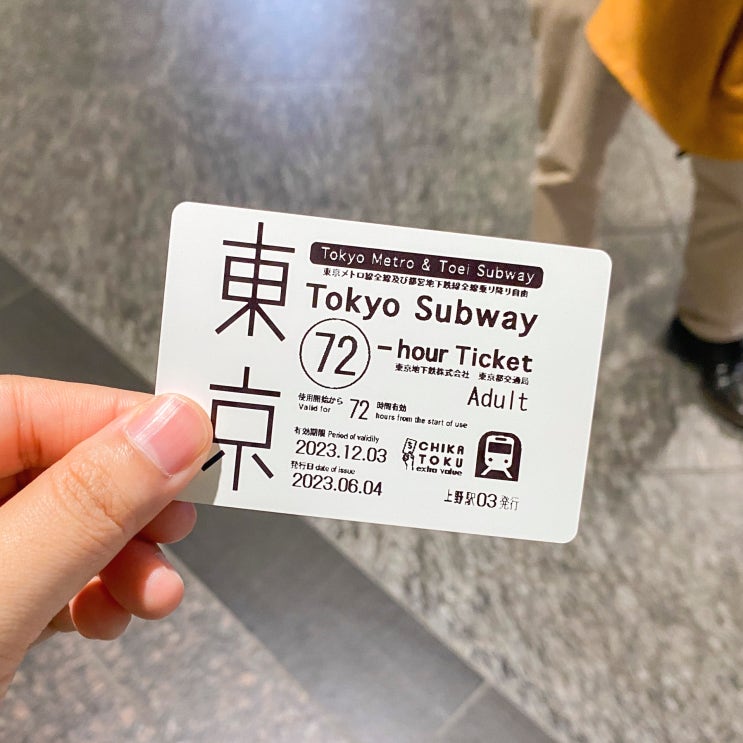 東京
Tokyo Metro & Toei Subway
東京メトロ線全線及び都営地下鉄線全線乗り降り自由
Tokyo Subway
72-hour Ticket
東京地下鉄株式会社 東京都交通局
Adult
使用開始から 72 時間有効
Valid for hours from the start of use
有効期限 Period of validity
2023.12.03
発行日 date of issue
2023.06.04
CHIKA
TOKU
extra value
上野駅03発行